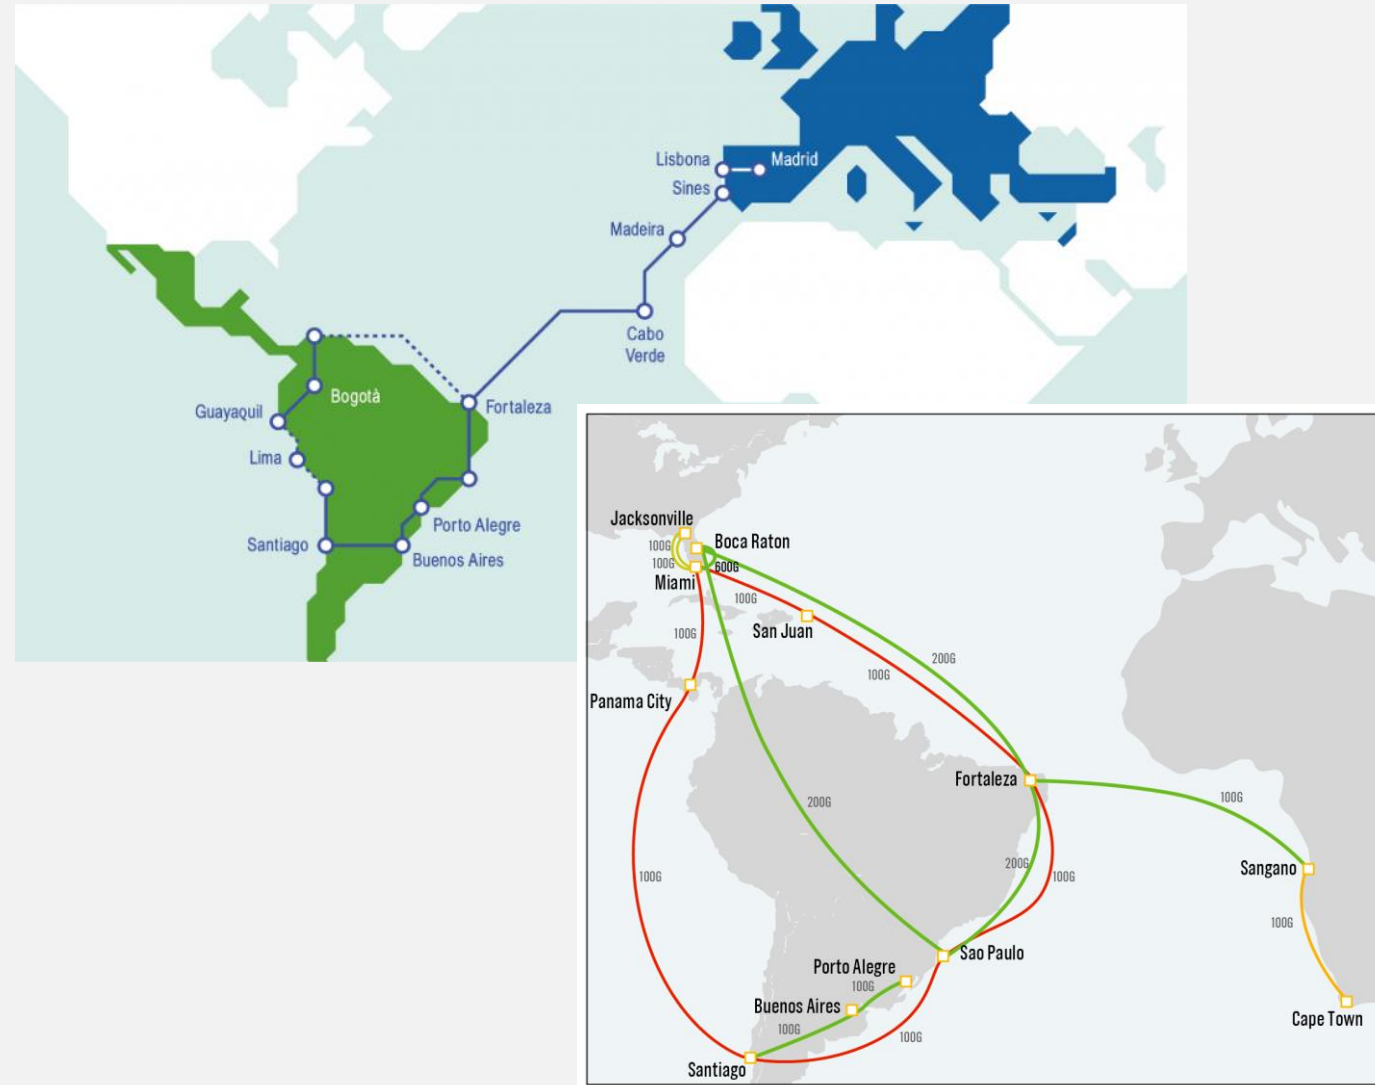 Lisbona
Madrid
Sines
Madeira
Cabo
Verde
Bogotà
Guayaquil
Fortaleza
Lima
Porto Alegre
Santiago
Buenos Aires
Jacksonville
Boca Raton
100G
100G
600G
Miami
100G
San Juan
100G
200G
100G
Panama City
Fortaleza
100G
200G
200G
100G
Sangano
100G
100G
Sao Paulo
Porto Alegre
100G
Buenos Aires
100G
100G
Cape Town
Santiago